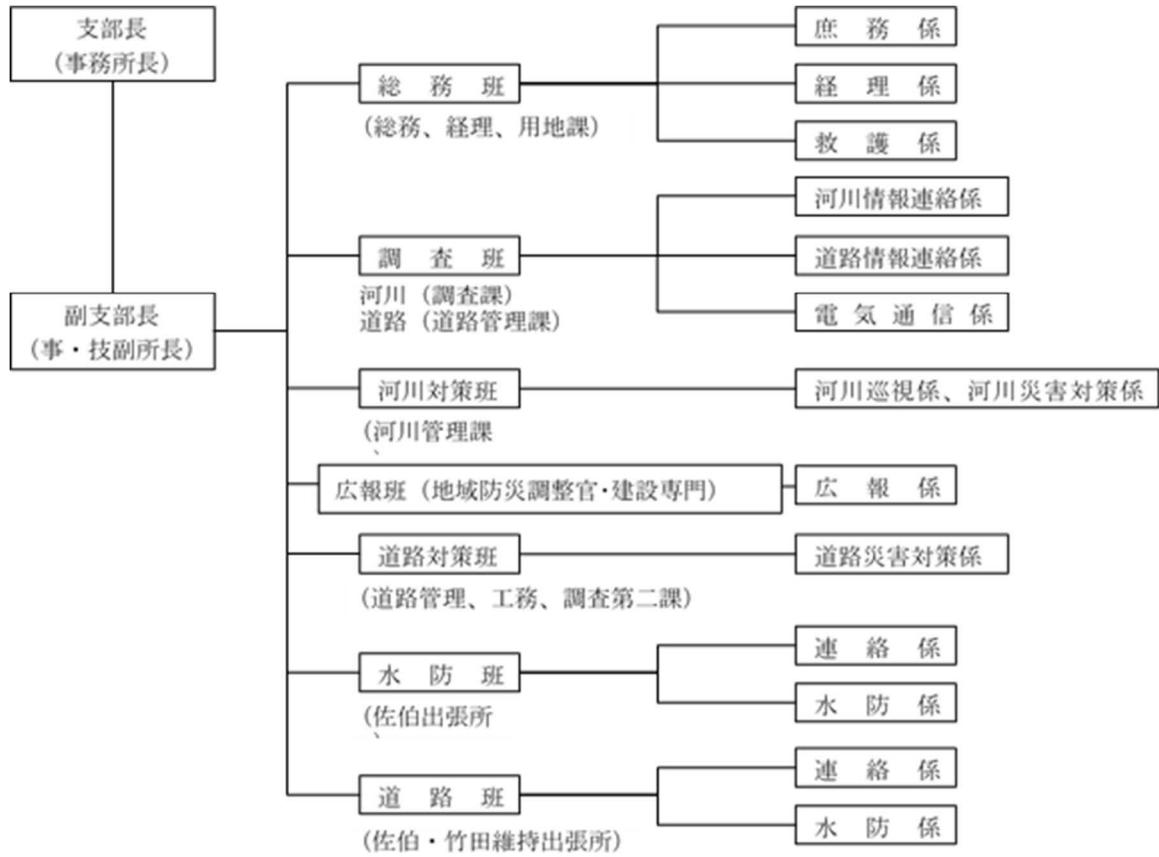 支部長
(事務所長)
副支部長
(事・技副所長)
総務班
(総務、経理、用地課)
庶務係
経理係
救護係
調査班
河川 (調査課)
道路 (道路管理課)
河川情報連絡係
道路情報連絡係
電気通信係
河川対策班
(河川管理課
、
河川巡視係、河川災害対策係
広報班 (地域防災調整官・建設専門)
広報係
道路対策班
(道路管理、工務、調査第二課)
道路災害対策係
水防班
(佐伯出張所
、
連絡係
水防係
道路班
(佐伯・竹田維持出張所)
連絡係
水防係